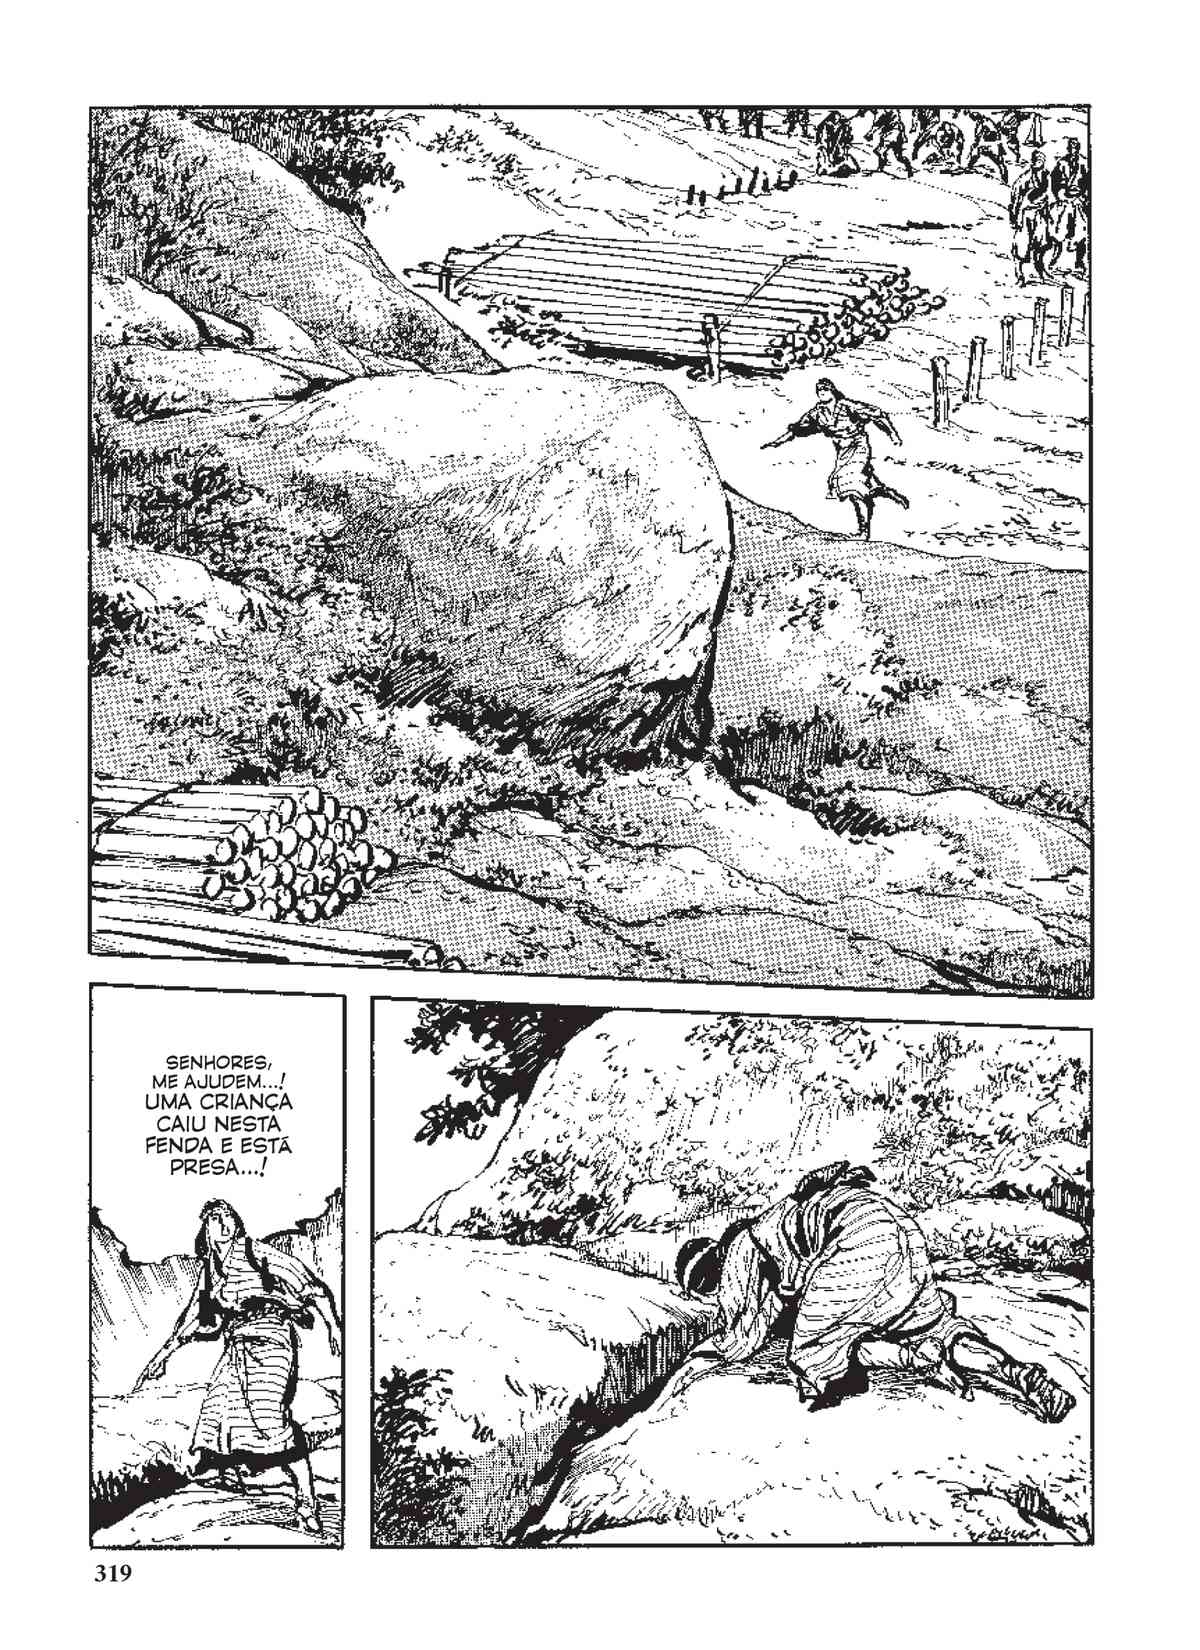 SENHORES,
ME AJUDEM...!
UMA CRIANÇA
CAIU NESTA
FENDA E ESTÁ
PRESA...!
319